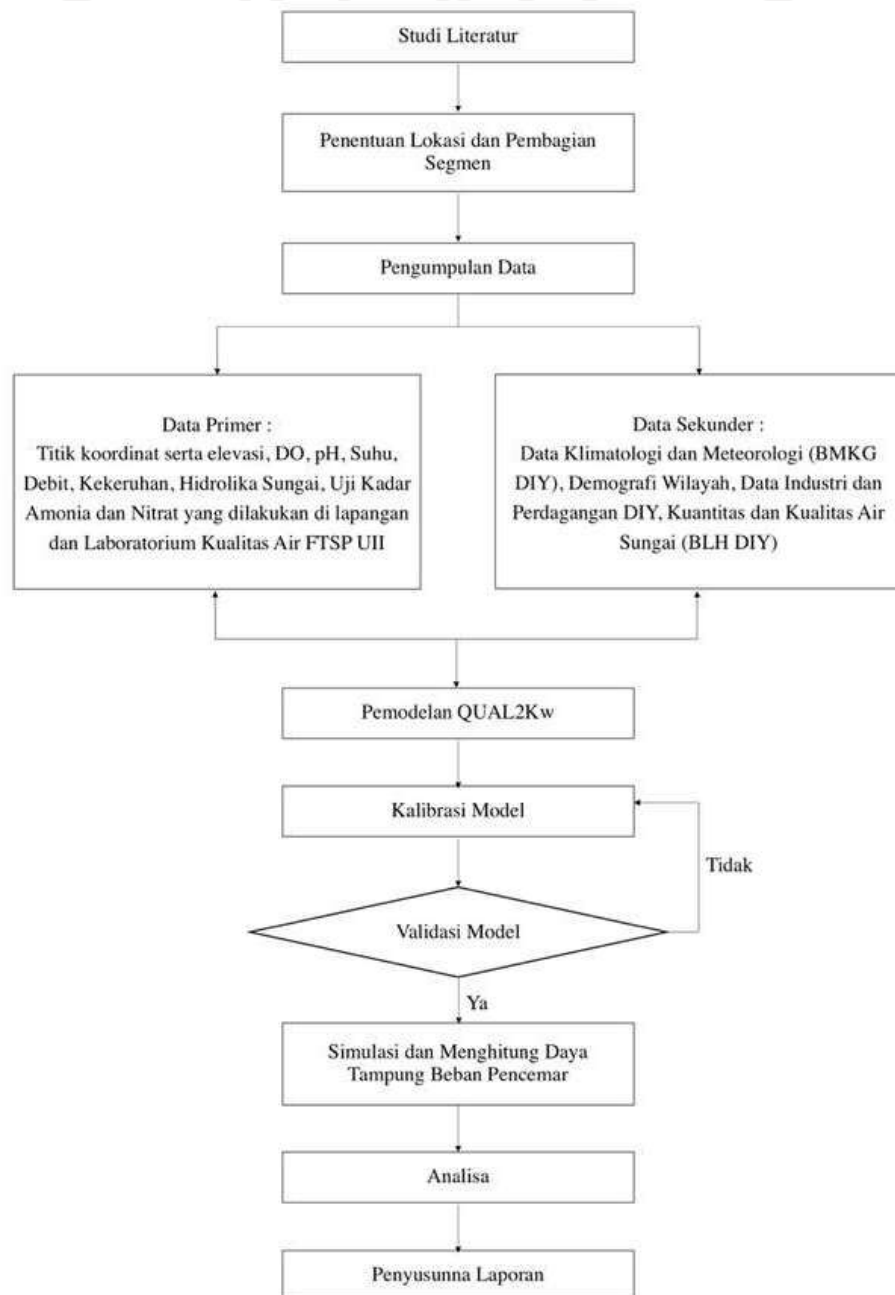 Studi Literatur
Penentuan Lokasi dan Pembagian
Segmen
Pengumpulan Data
Data Primer :
Titik koordinat serta elevasi, DO, pH, Suhu,
Debit, Kekeruhan, Hidrolika Sungai, Uji Kadar
Amonia dan Nitrat yang dilakukan di lapangan
dan Laboratorium Kualitas Air FTSP UII
Data Sekunder :
Data Klimatologi dan Meteorologi (BMKG
DIY), Demografi Wilayah, Data Industri dan
Perdagangan DIY, Kuantitas dan Kualitas Air
Sungai (BLH DIY)
Pemodelan QUAL2Kw
Kalibrasi Model
Tidak
Validasi Model
Ya
Simulasi dan Menghitung Daya
Tampung Beban Pencemar
Analisa
Penyusunna Laporan